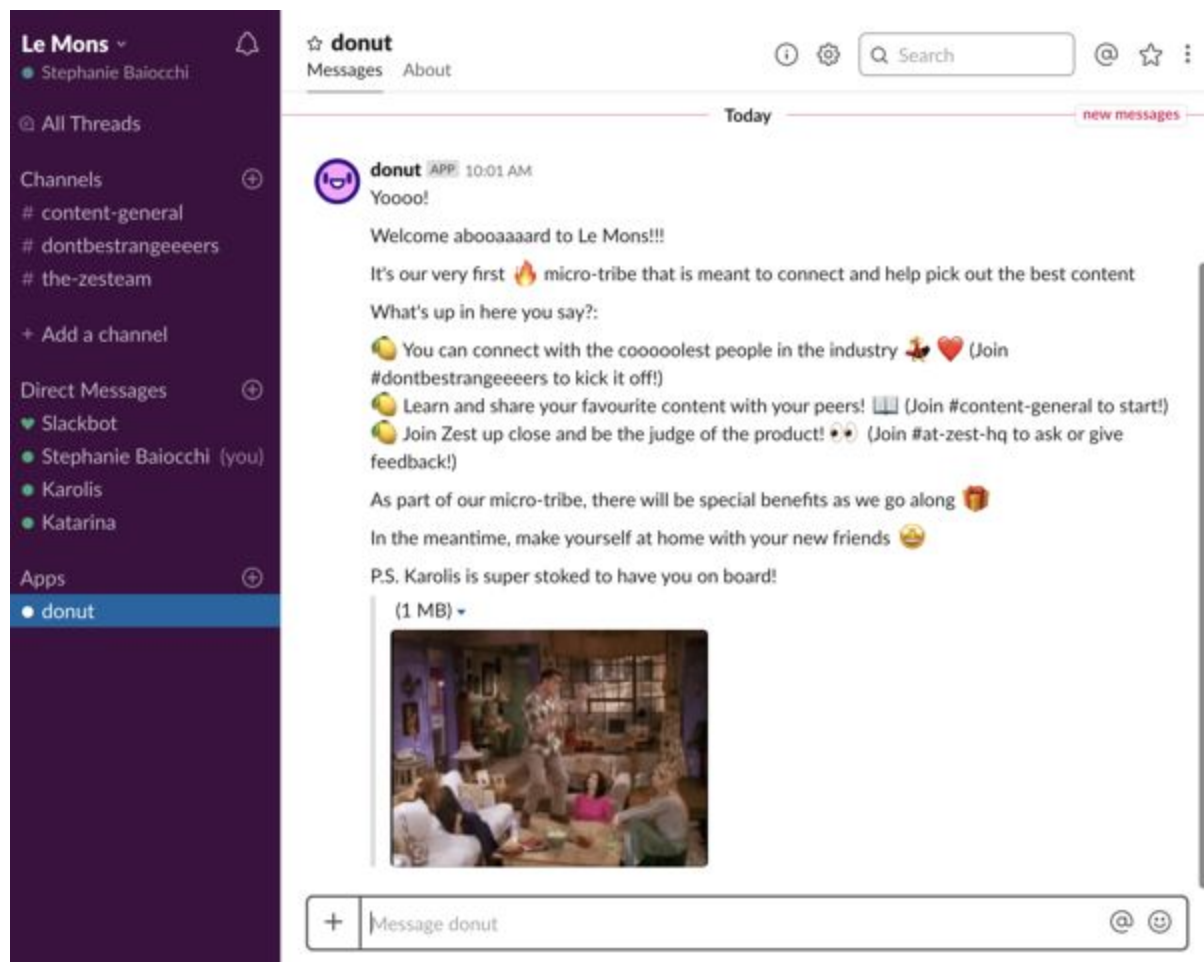 Le Mons
Stephanie Baiocchi
All Threads
Channels
# content-general
# dontbestrangeeeers
# the-zesteam
+ Add a channel
Direct Messages
Slackbot
Stephanie Baiocchi (you)
Karolis
Katarina
Apps
donut
donut
Messages About
Search
Today
new messages
donut APP 10:01 AM
Yoooo!
Welcome abooaaaard to Le Mons!!!
It's our very first 🔥 micro-tribe that is meant to connect and help pick out the best content
What's up in here you say?:
🍋 You can connect with the cooooolest people in the industry 💃 ❤️ (Join
#dontbestrangeeeers to kick it off!)
🍋 Learn and share your favourite content with your peers! 📖 (Join #content-general to start!)
🍋 Join Zest up close and be the judge of the product! 👀 (Join #at-zest-hq to ask or give
feedback!)
As part of our micro-tribe, there will be special benefits as we go along 🎁
In the meantime, make yourself at home with your new friends 🤩
P.S. Karolis is super stoked to have you on board!
(1 MB)
+ Message donut @